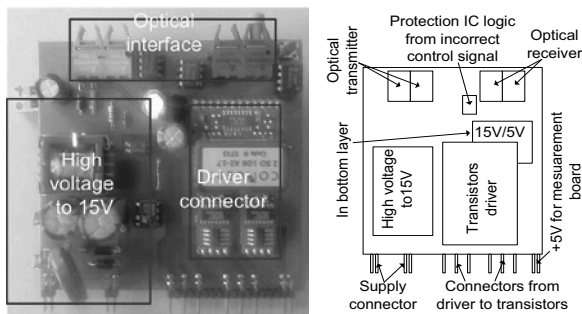 Optical
interface
High
voltage
to 15V
Driver
connector
Protection IC logic
from incorrect
control signal
Optical
transmitter
Optical
receiver
In bottom layer
15V/5V
High voltage
to15V
Transistors
driver
+5V for mesurement
board
Supply
connector
Connectors from
driver to transistors